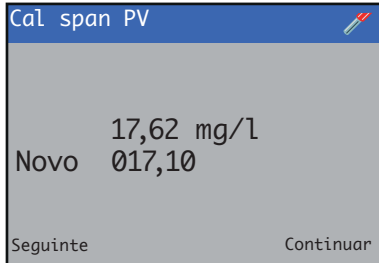 Cal span PV
17,62 mg/l
Novo 017,10
Seguinte Continuar